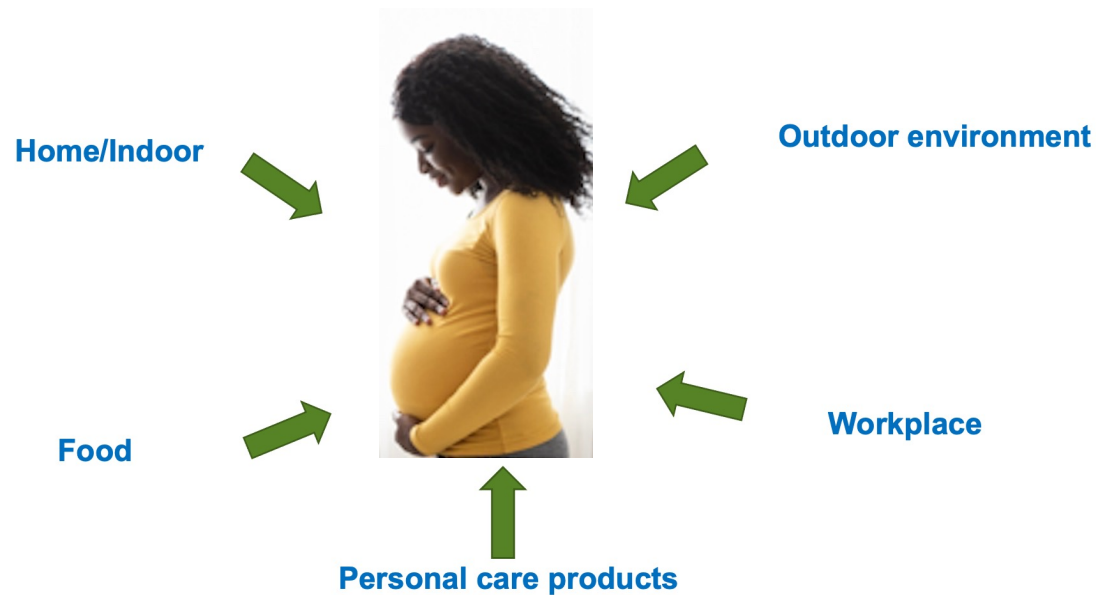 Home/Indoor
Outdoor environment
Food
Workplace
Personal care products